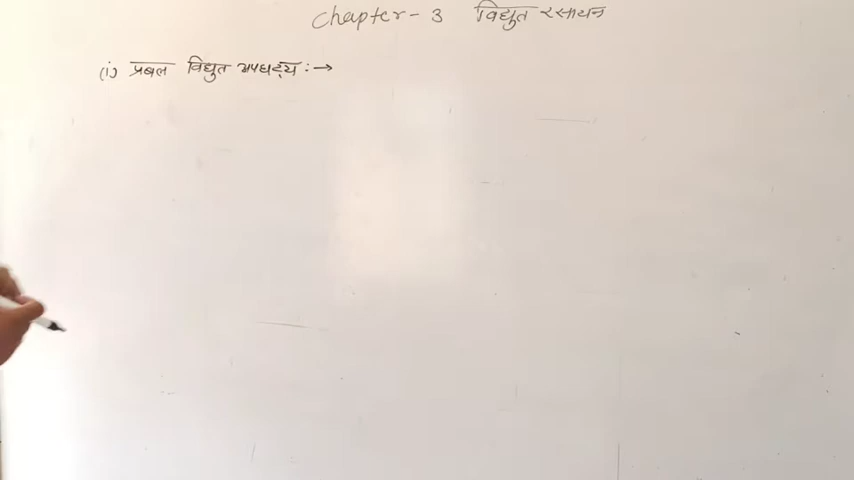 Chapter - 3 विद्युत रसायन
(i) प्रबल विद्युत अपघट्य :→